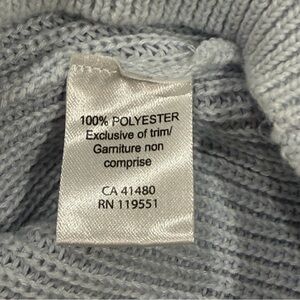 100% POLYESTER
Exclusive of trim/
Garniture non
comprise
CA 41480
RN 119551